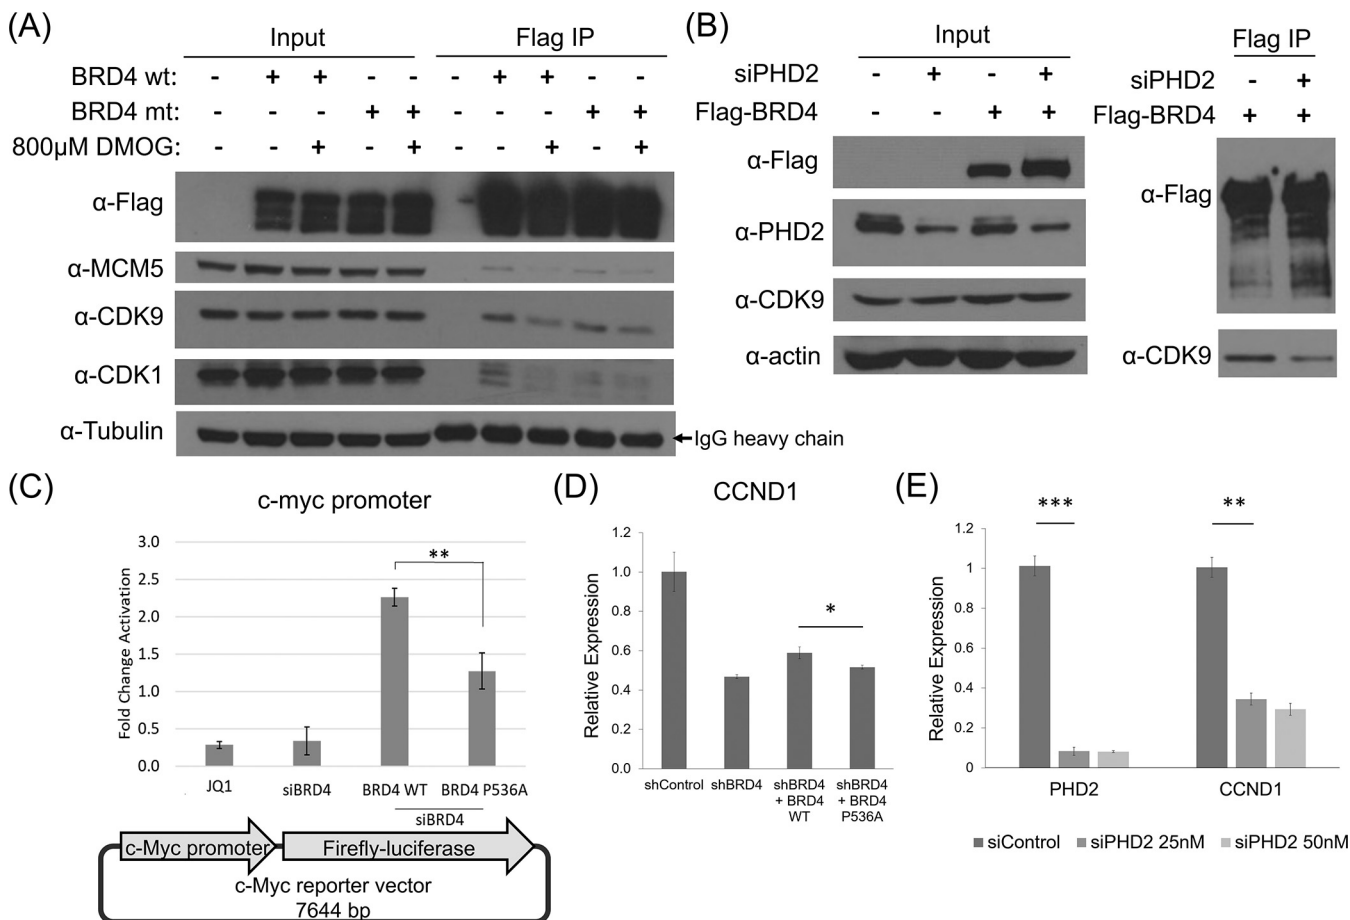 (A)
Input Flag IP
BRD4 wt: - + + - - - + + - -
BRD4 mt: - - - + + - - - + +
800µM DMOG: - - + - + - - + - +
α-Flag
α-MCM5
α-CDK9
α-CDK1
α-Tubulin
IgG heavy chain
(B)
Input
siPHD2 - + - +
Flag-BRD4 - - + +
α-Flag
α-PHD2
α-CDK9
α-actin
Flag IP
siPHD2 - +
Flag-BRD4 + +
α-Flag
α-CDK9
(C)
c-myc promoter
Fold Change Activation
3.0
2.5
2.0
1.5
1.0
0.5
0.0
**
JQ1 siBRD4 BRD4 WT BRD4 P536A
siBRD4
c-Myc promoter Firefly-luciferase
c-Myc reporter vector
7644 bp
(D)
CCND1
Relative Expression
1.2
1.0
0.8
0.6
0.4
0.2
0.0
*
shControl shBRD4 shBRD4 shBRD4
+ BRD4 + BRD4
WT P536A
(E)
Relative Expression
1.2
1
0.8
0.6
0.4
0.2
0
*** **
PHD2 CCND1
siControl siPHD2 25nM siPHD2 50nM